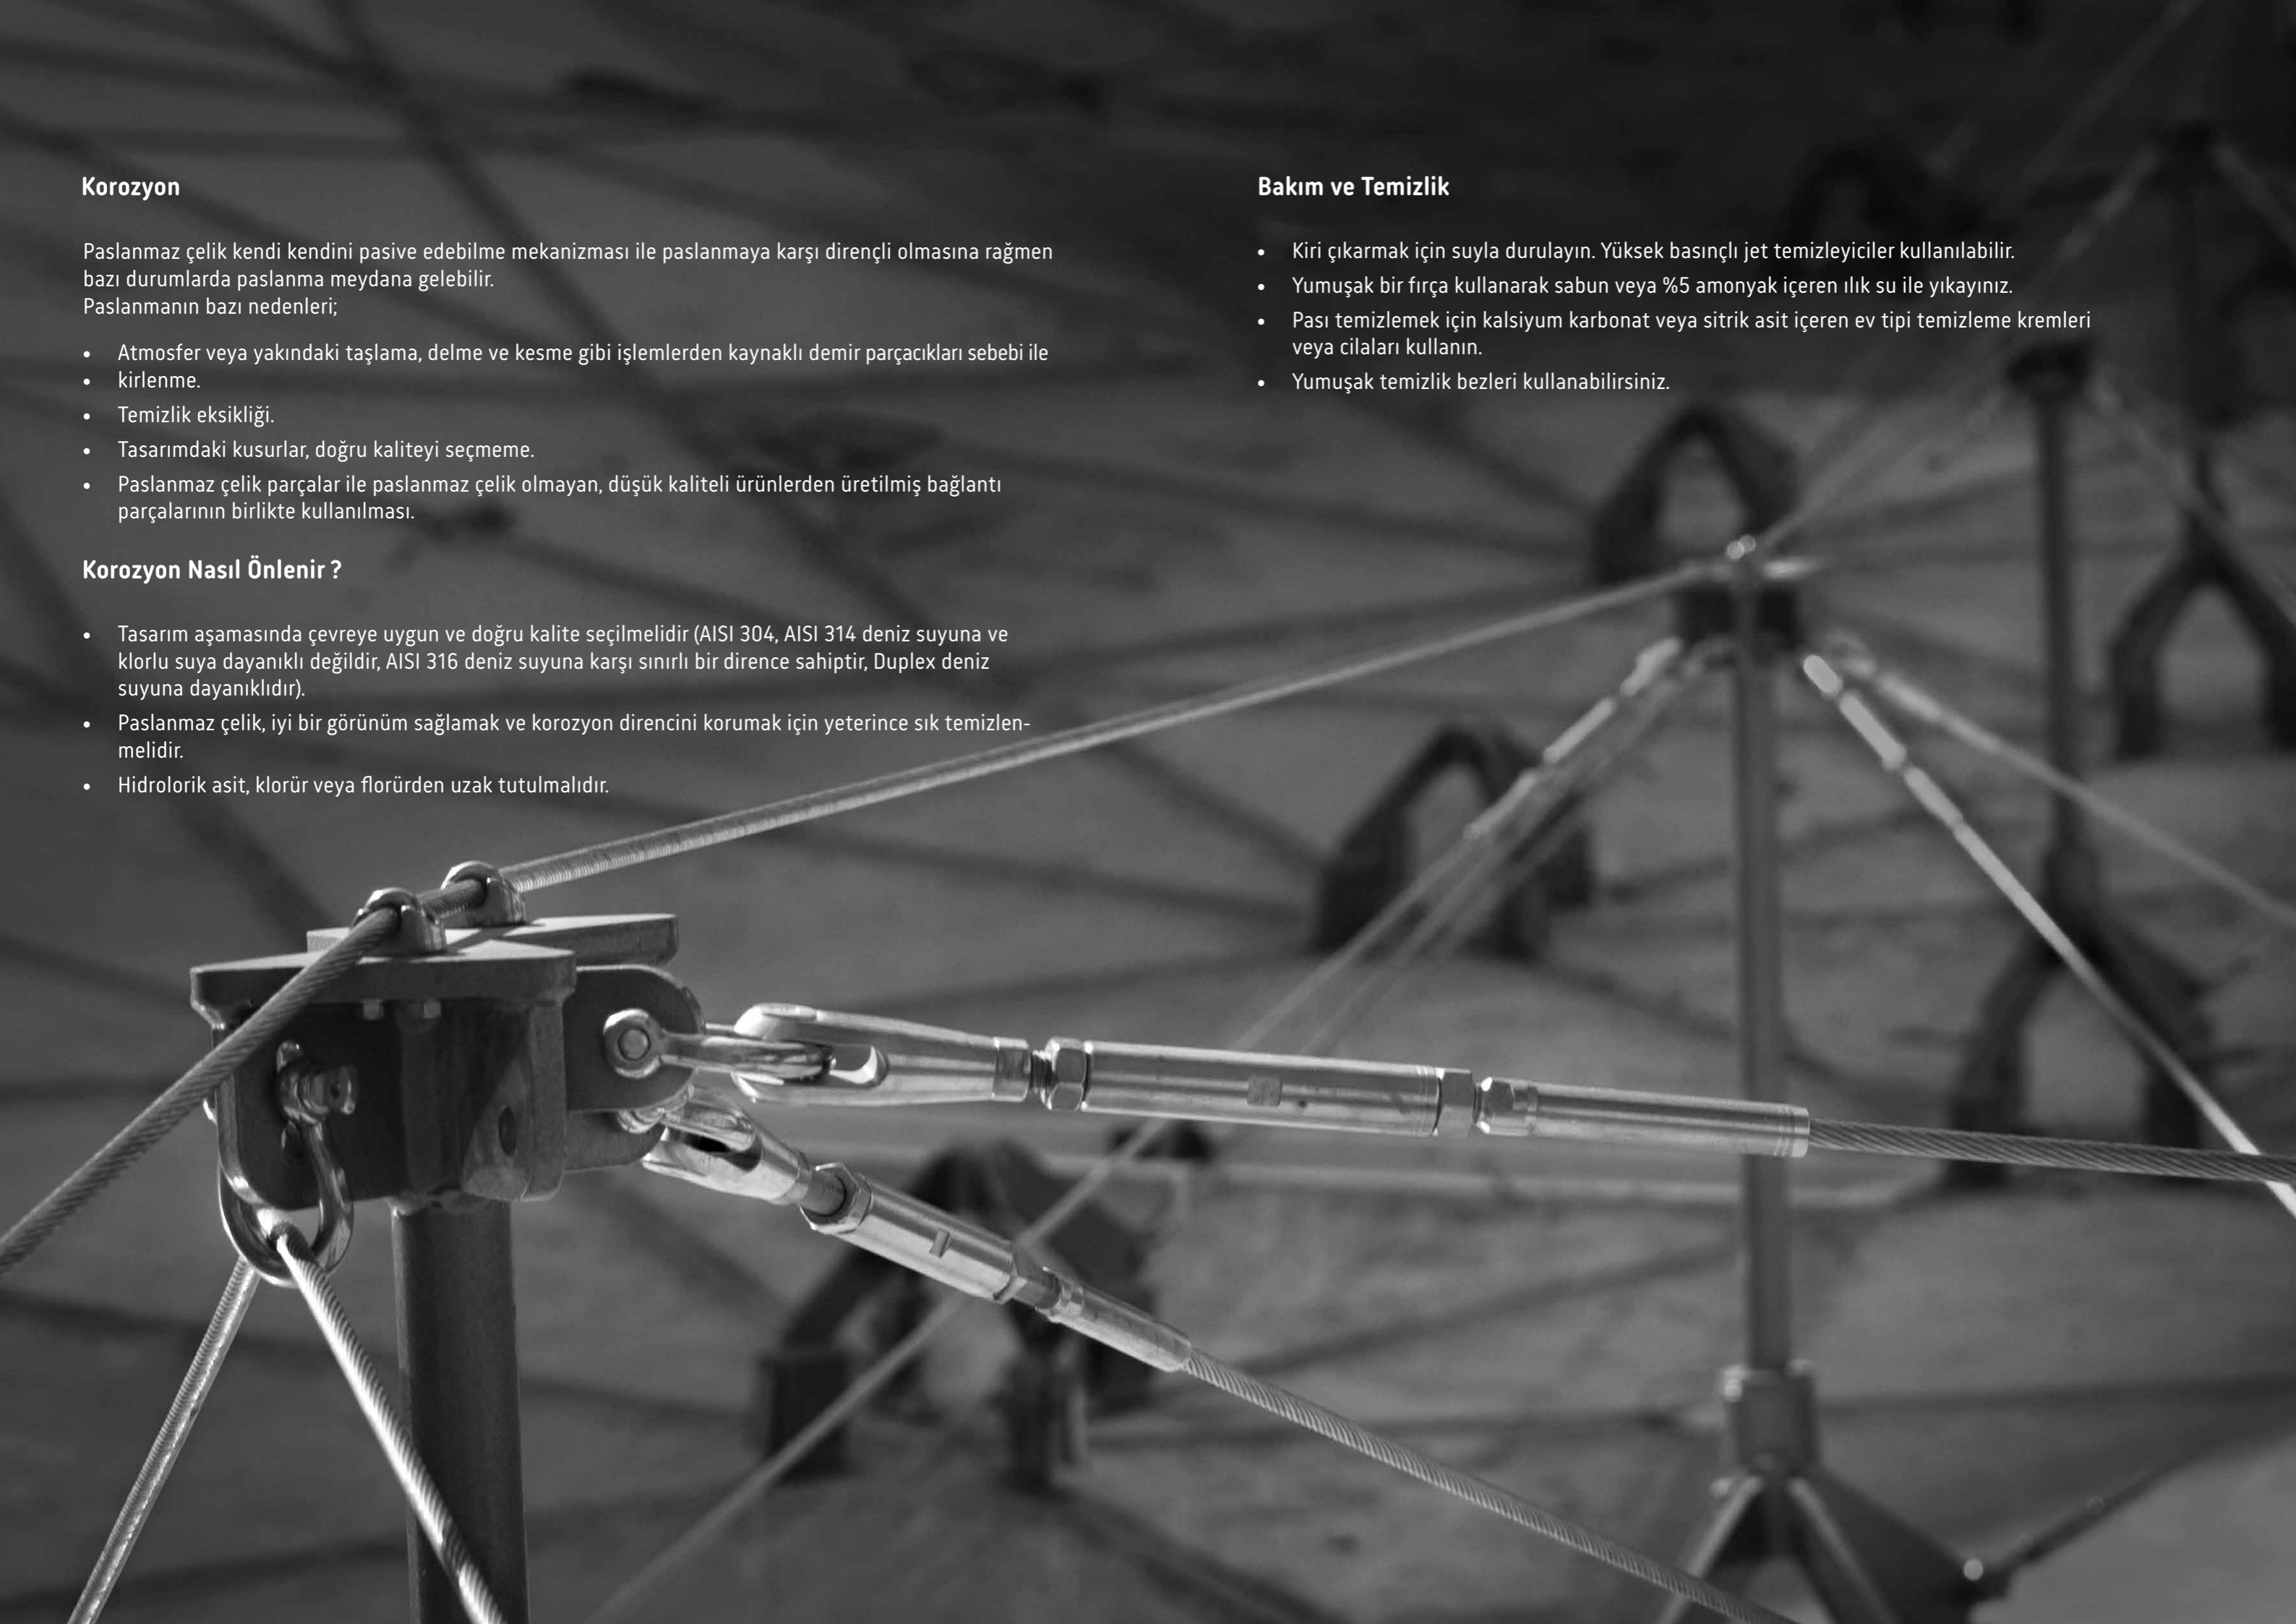 Korozyon
Paslanmaz çelik kendi kendini pasive edebilme mekanizması ile paslanmaya karşı dirençli olmasına rağmen
bazı durumlarda paslanma meydana gelebilir.
Paslanmanın bazı nedenleri;
• Atmosfer veya yakındaki taşlama, delme ve kesme gibi işlemlerden kaynaklı demir parçacıkları sebebi ile
• kirlenme.
• Temizlik eksikliği.
• Tasarımdaki kusurlar, doğru kaliteyi seçmeme.
• Paslanmaz çelik parçalar ile paslanmaz çelik olmayan, düşük kaliteli ürünlerden üretilmiş bağlantı
parçalarının birlikte kullanılması.
Korozyon Nasıl Önlenir ?
• Tasarım aşamasında çevreye uygun ve doğru kalite seçilmelidir (AISI 304, AISI 314 deniz suyuna ve
klorlu suya dayanıklı değildir, AISI 316 deniz suyuna karşı sınırlı bir dirence sahiptir, Duplex deniz
suyuna dayanıklıdır).
• Paslanmaz çelik, iyi bir görünüm sağlamak ve korozyon direncini korumak için yeterince sık temizlen-
melidir.
• Hidrolorik asit, klorür veya florürden uzak tutulmalıdır.
Bakım ve Temizlik
• Kiri çıkarmak için suyla durulayın. Yüksek basınçlı jet temizleyiciler kullanılabilir.
• Yumuşak bir fırça kullanarak sabun veya %5 amonyak içeren ılık su ile yıkayınız.
• Pası temizlemek için kalsiyum karbonat veya sitrik asit içeren ev tipi temizleme kremleri
veya cilaları kullanın.
• Yumuşak temizlik bezleri kullanabilirsiniz.